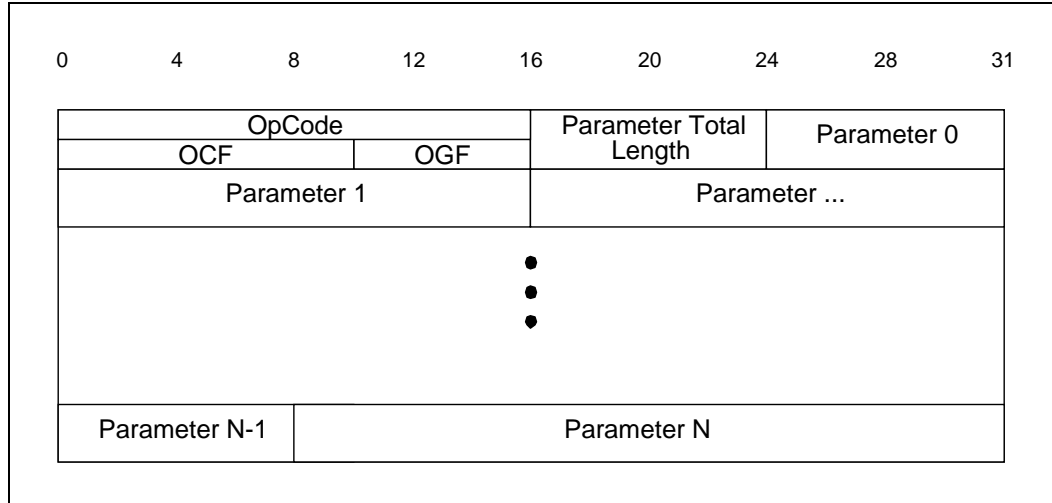 0 4 8 12 16 20 24 28 31
OpCode
OCF OGF
Parameter Total
Length
Parameter 0
Parameter 1 Parameter ...
Parameter N-1 Parameter N